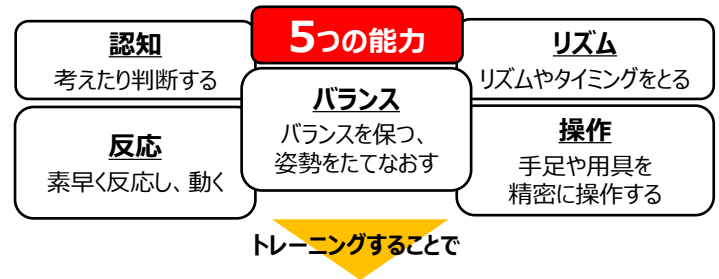 5つの能力
認知
考えたり判断する
反応
素早く反応し、動く
バランス
バランスを保つ、
姿勢をたてなおす
リズム
リズムやタイミングをとる
操作
手足や用具を
精密に操作する
トレーニングすることで